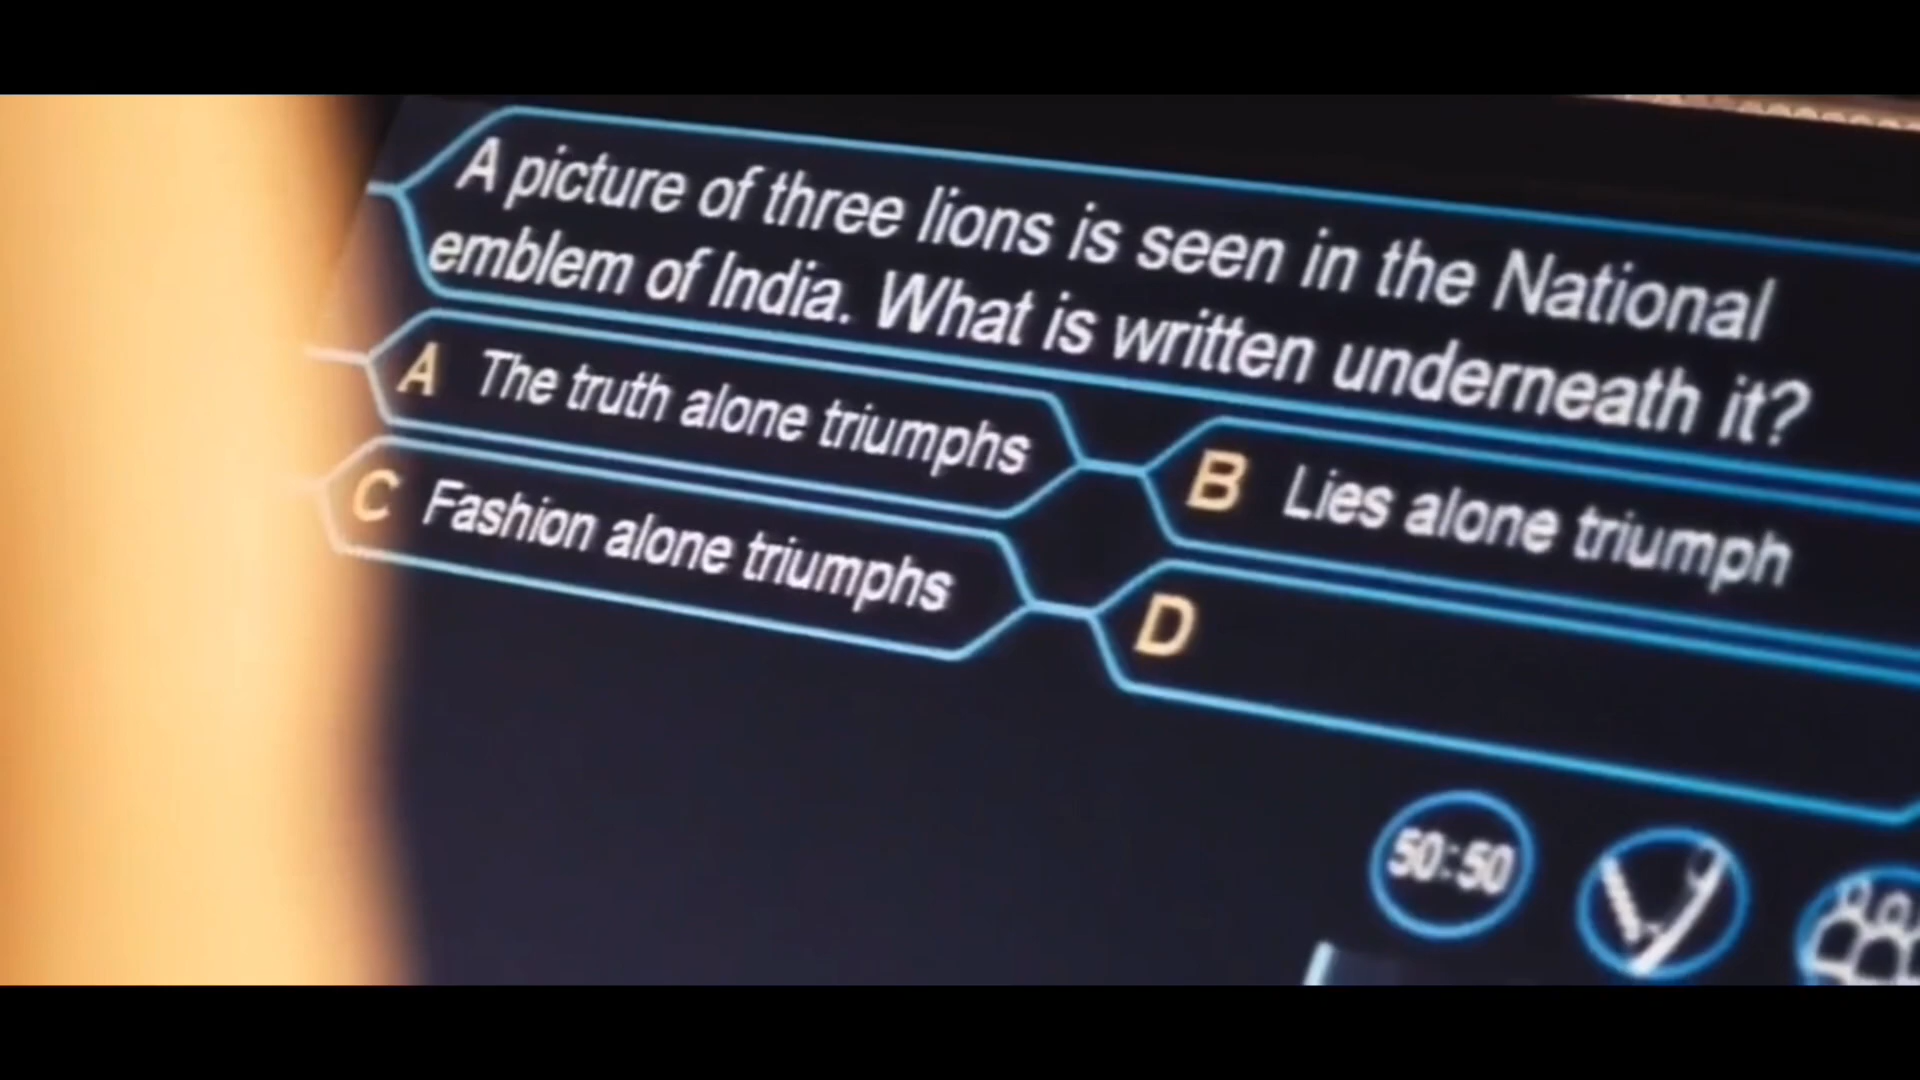 A picture of three lions is seen in the National
emblem of India. What is written underneath it?
A The truth alone triumphs
B Lies alone triumph
C Fashion alone triumphs
D
50:50